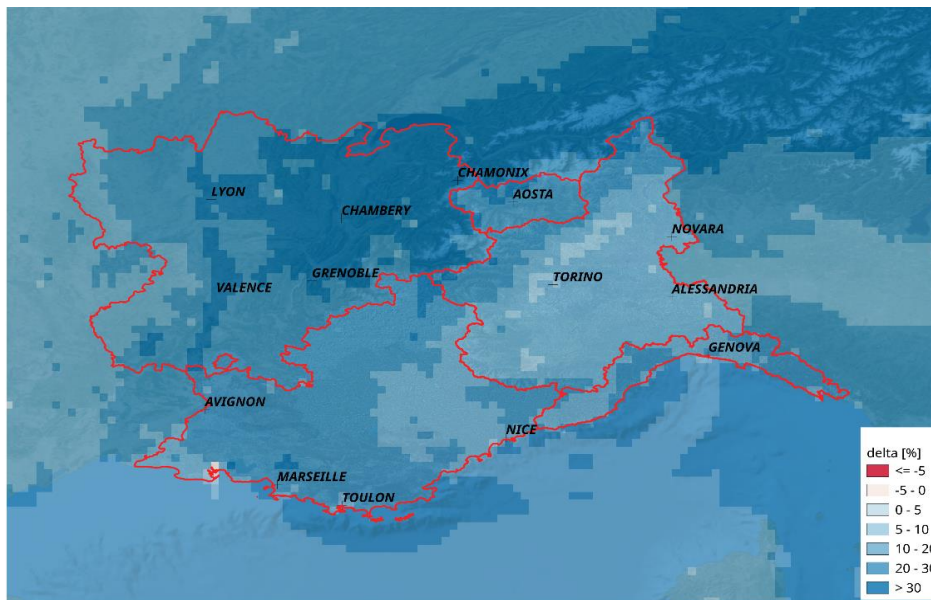 CHAMONIX
LYON
AOSTA
CHAMBERY
NOVARA
GRENOBLE
TORINO
VALENCE
ALESSANDRIA
GENOVA
AVIGNON
NICE
MARSEILLE
TOULON
delta [%]
<= -5
-5 - 0
0 - 5
5 - 10
10 - 20
20 - 30
> 30